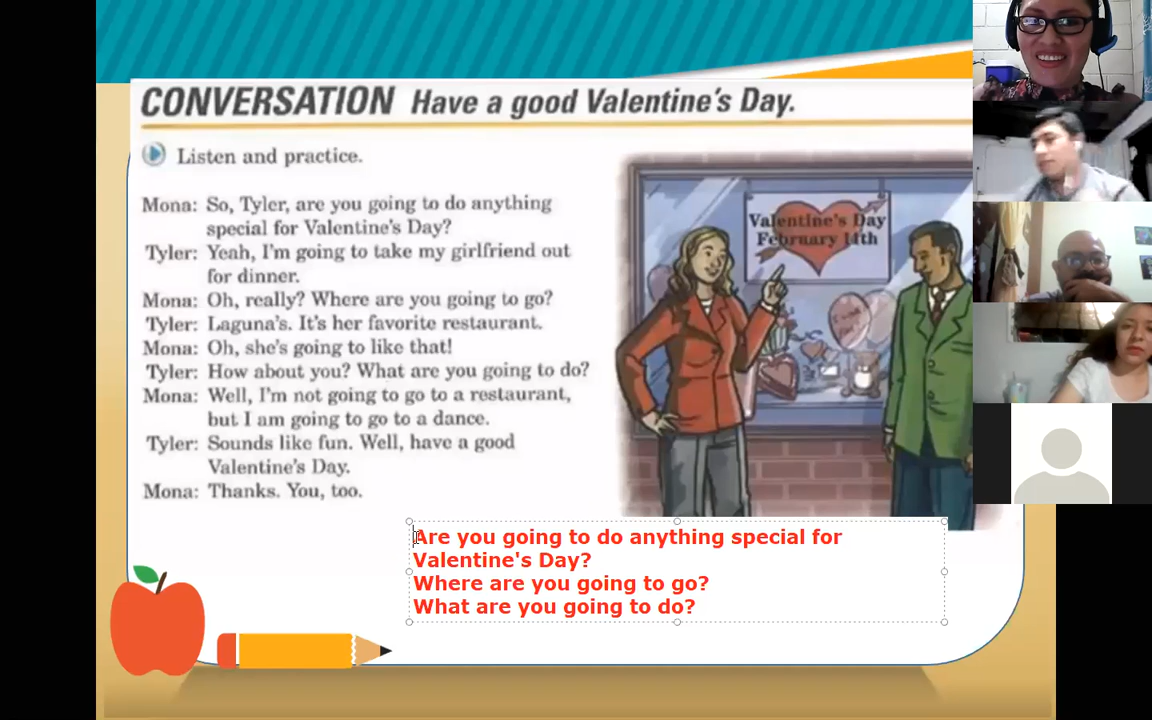 CONVERSATION Have a good Valentine's Day.
Listen and practice.
Mona: So, Tyler, are you going to do anything
special for Valentine's Day?
Tyler: Yeah, I'm going to take my girlfriend out
for dinner.
Mona: Oh, really? Where are you going to go?
Tyler: Laguna's. It's her favorite restaurant.
Mona: Oh, she's going to like that!
Tyler: How about you? What are you going to do?
Mona: Well, I'm not going to go to a restaurant,
but I am going to go to a dance.
Tyler: Sounds like fun. Well, have a good
Valentine's Day.
Mona: Thanks. You, too.
Valentine's Day
February 14th
Are you going to do anything special for
Valentine's Day?
Where are you going to go?
What are you going to do?